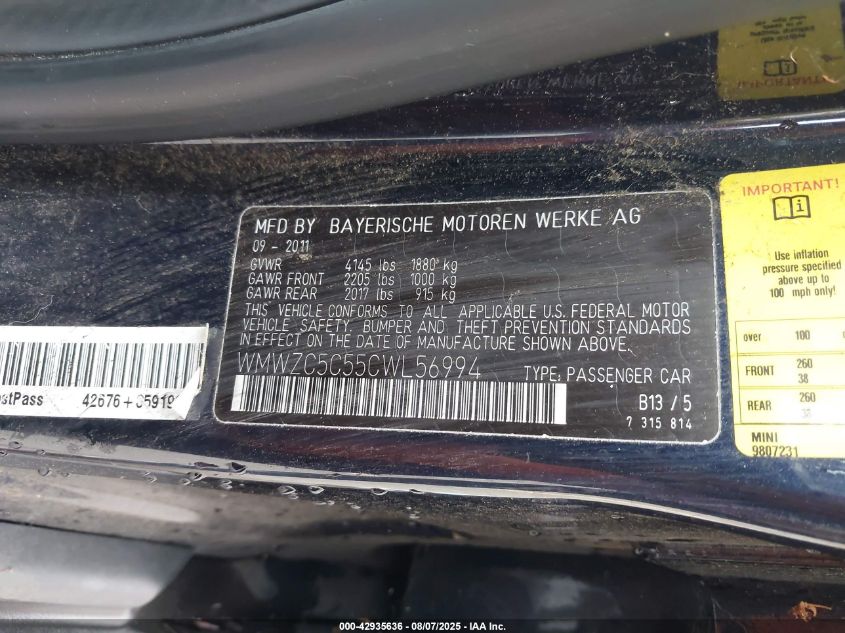 MFD BY BAYERISCHE MOTOREN WERKE AG
09 - 2011
GVWR 4145 lbs 1880 kg
GAWR FRONT 2205 lbs 1000 kg
GAWR REAR 2017 lbs 915 kg
THIS VEHICLE CONFORMS TO ALL APPLICABLE U.S. FEDERAL MOTOR
VEHICLE SAFETY, BUMPER AND THEFT PREVENTION STANDARDS
IN EFFECT ON THE DATE OF MANUFACTURE SHOWN ABOVE.
WMWZC5C55CWL56994 TYPE: PASSENGER CAR
B13 / 5
7 315 814
stPass 42676
IMPORTANT!
Use inflation
pressure specified
above up to
100 mph only!
over 100
FRONT 260
38
REAR 260
38
MINI
9807231
IMPORTANT!
000-42935636 - 08/07/2025 - IAA Inc.